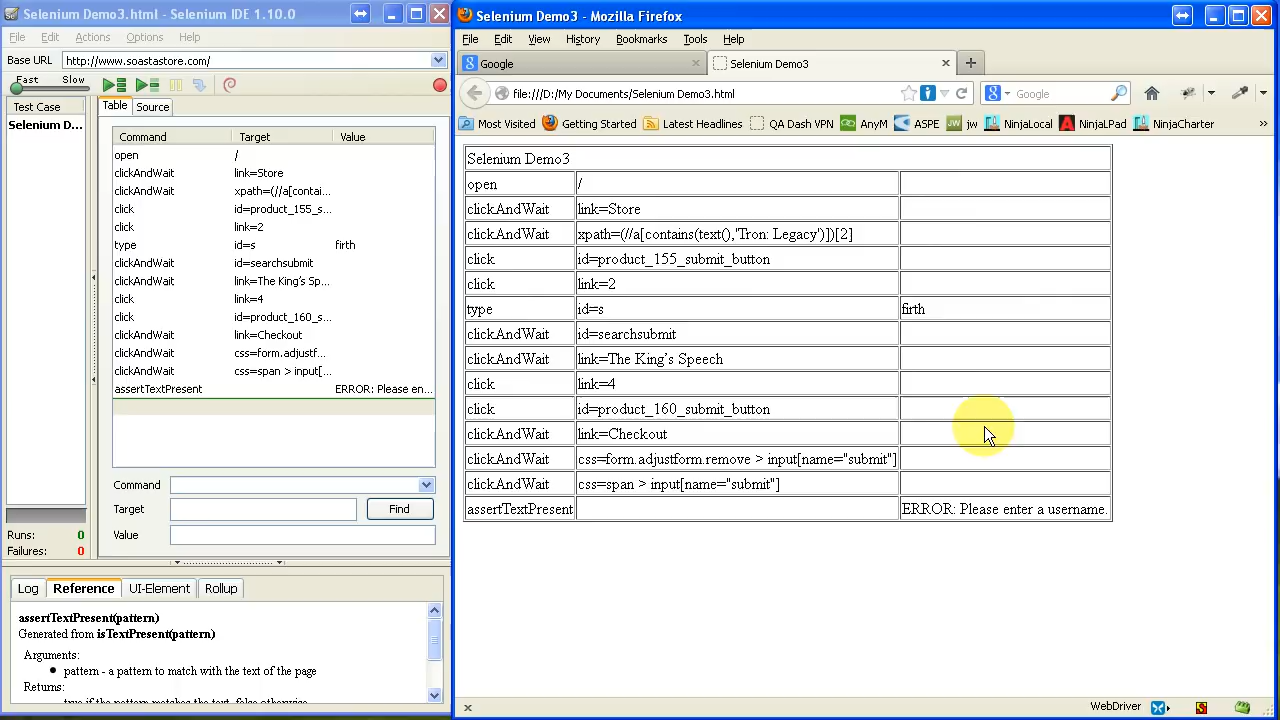 Selenium Demo3.html - Selenium IDE 1.10.0
File Edit Actions Options Help
Base URL http://www.soastastore.com/
Fast Slow
Test Case
Selenium D...
Table Source
Command Target Value
open /
clickAndWait link=Store
clickAndWait xpath=(//a[contai...
click id=product_155_s...
click link=2
type id=s firth
clickAndWait id=searchsubmit
clickAndWait link=The King's Sp...
click link=4
click id=product_160_s...
clickAndWait link=Checkout
clickAndWait css=form.adjustf...
clickAndWait css=span > input[...
assertTextPresent ERROR: Please en...
Command
Target Find
Value
Runs: 0
Failures: 0
Log Reference UI-Element Rollup
assertTextPresent(pattern)
Generated from isTextPresent(pattern)
Arguments:
pattern - a pattern to match with the text of the page
Returns:
true if the pattern matches the text, false otherwise
Selenium Demo3 - Mozilla Firefox
File Edit View History Bookmarks Tools Help
Google Selenium Demo3
file:///D:/My Documents/Selenium Demo3.html Google
Most Visited Getting Started Latest Headlines QA Dash VPN AnyM ASPE jw NinjaLocal NinjaLPad NinjaCharter »
Selenium Demo3
open /
clickAndWait link=Store
clickAndWait xpath=(//a[contains(text(),'Tron: Legacy')])[2]
click id=product_155_submit_button
click link=2
type id=s firth
clickAndWait id=searchsubmit
clickAndWait link=The King's Speech
click link=4
click id=product_160_submit_button
clickAndWait link=Checkout
clickAndWait css=form.adjustform.remove > input[name="submit"]
clickAndWait css=span > input[name="submit"]
assertTextPresent ERROR: Please enter a username.
WebDriver